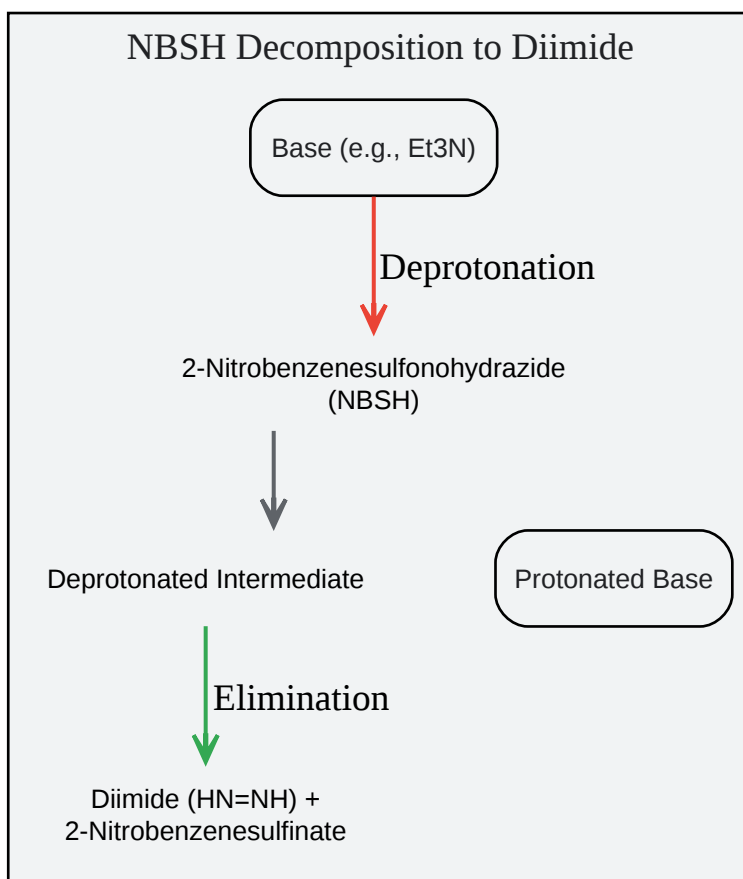 NBSH Decomposition to Diimide
Base (e.g., Et3N)
Deprotonation
2-Nitrobenzenesulfonohydrazide
(NBSH)
Deprotonated Intermediate
Protonated Base
Elimination
Diimide (HN=NH) +
2-Nitrobenzenesulfinate